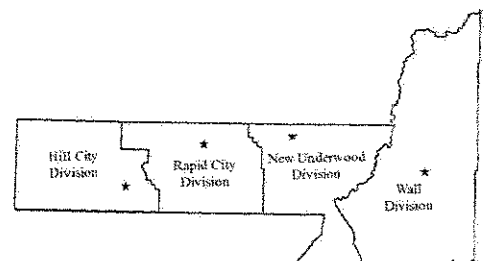 Hill City
Division
Rapid City
Division
New Underwood
Division
Wall
Division